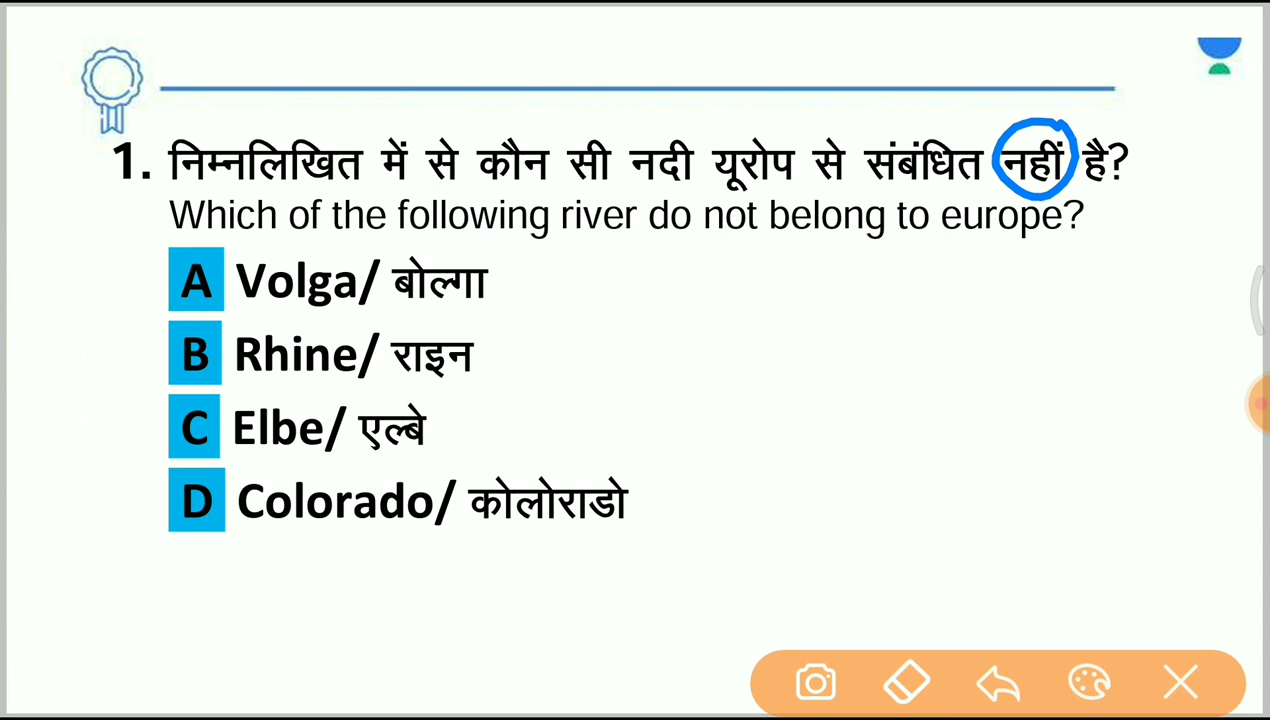 1. निम्नलिखित में से कौन सी नदी यूरोप से संबंधित नहीं है?
Which of the following river do not belong to europe?
A Volga/ बोल्गा
B Rhine/ राइन
C Elbe/ एल्बे
D Colorado/ कोलोराडो